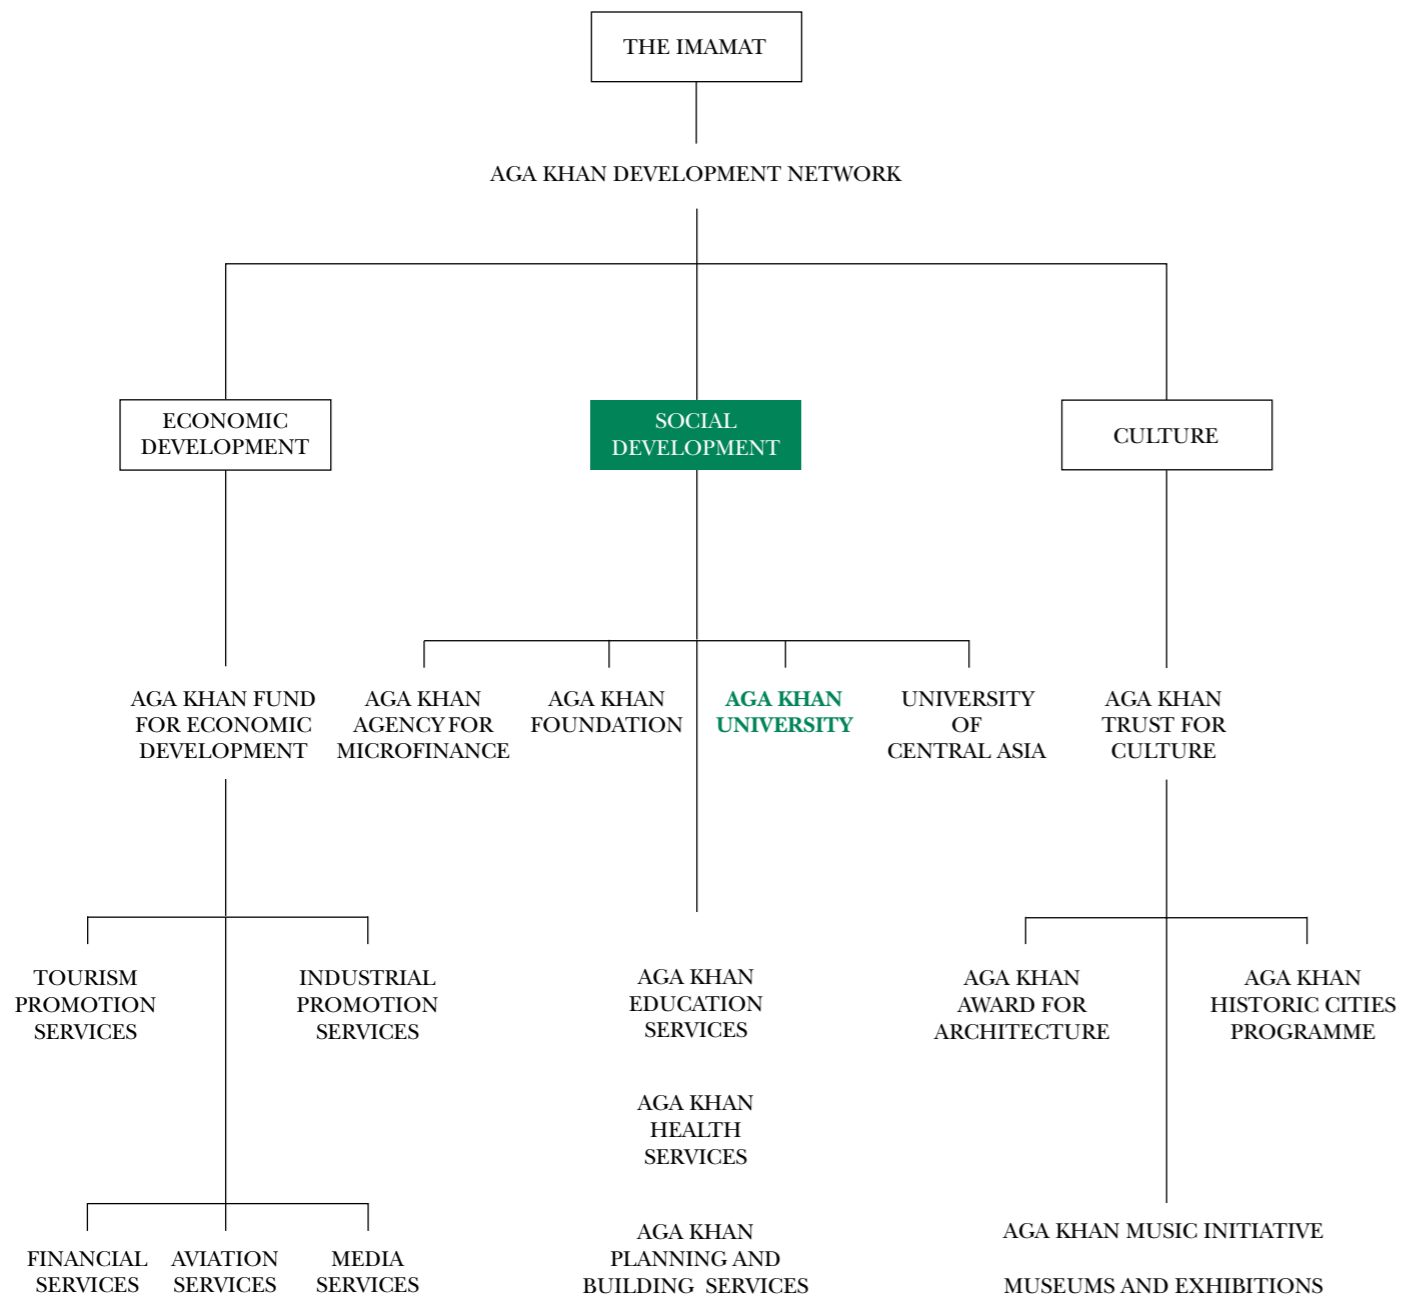 THE IMAMAT
AGA KHAN DEVELOPMENT NETWORK
ECONOMIC
DEVELOPMENT
SOCIAL
DEVELOPMENT
CULTURE
AGA KHAN FUND
FOR ECONOMIC
DEVELOPMENT
AGA KHAN
AGENCY FOR
MICROFINANCE
AGA KHAN
FOUNDATION
AGA KHAN
UNIVERSITY
UNIVERSITY
OF
CENTRAL ASIA
AGA KHAN
TRUST FOR
CULTURE
TOURISM
PROMOTION
SERVICES
INDUSTRIAL
PROMOTION
SERVICES
AGA KHAN
EDUCATION
SERVICES
AGA KHAN
AWARD FOR
ARCHITECTURE
AGA KHAN
HISTORIC CITIES
PROGRAMME
AGA KHAN
HEALTH
SERVICES
FINANCIAL
SERVICES
AVIATION
SERVICES
MEDIA
SERVICES
AGA KHAN
PLANNING AND
BUILDING SERVICES
AGA KHAN MUSIC INITIATIVE
MUSEUMS AND EXHIBITIONS